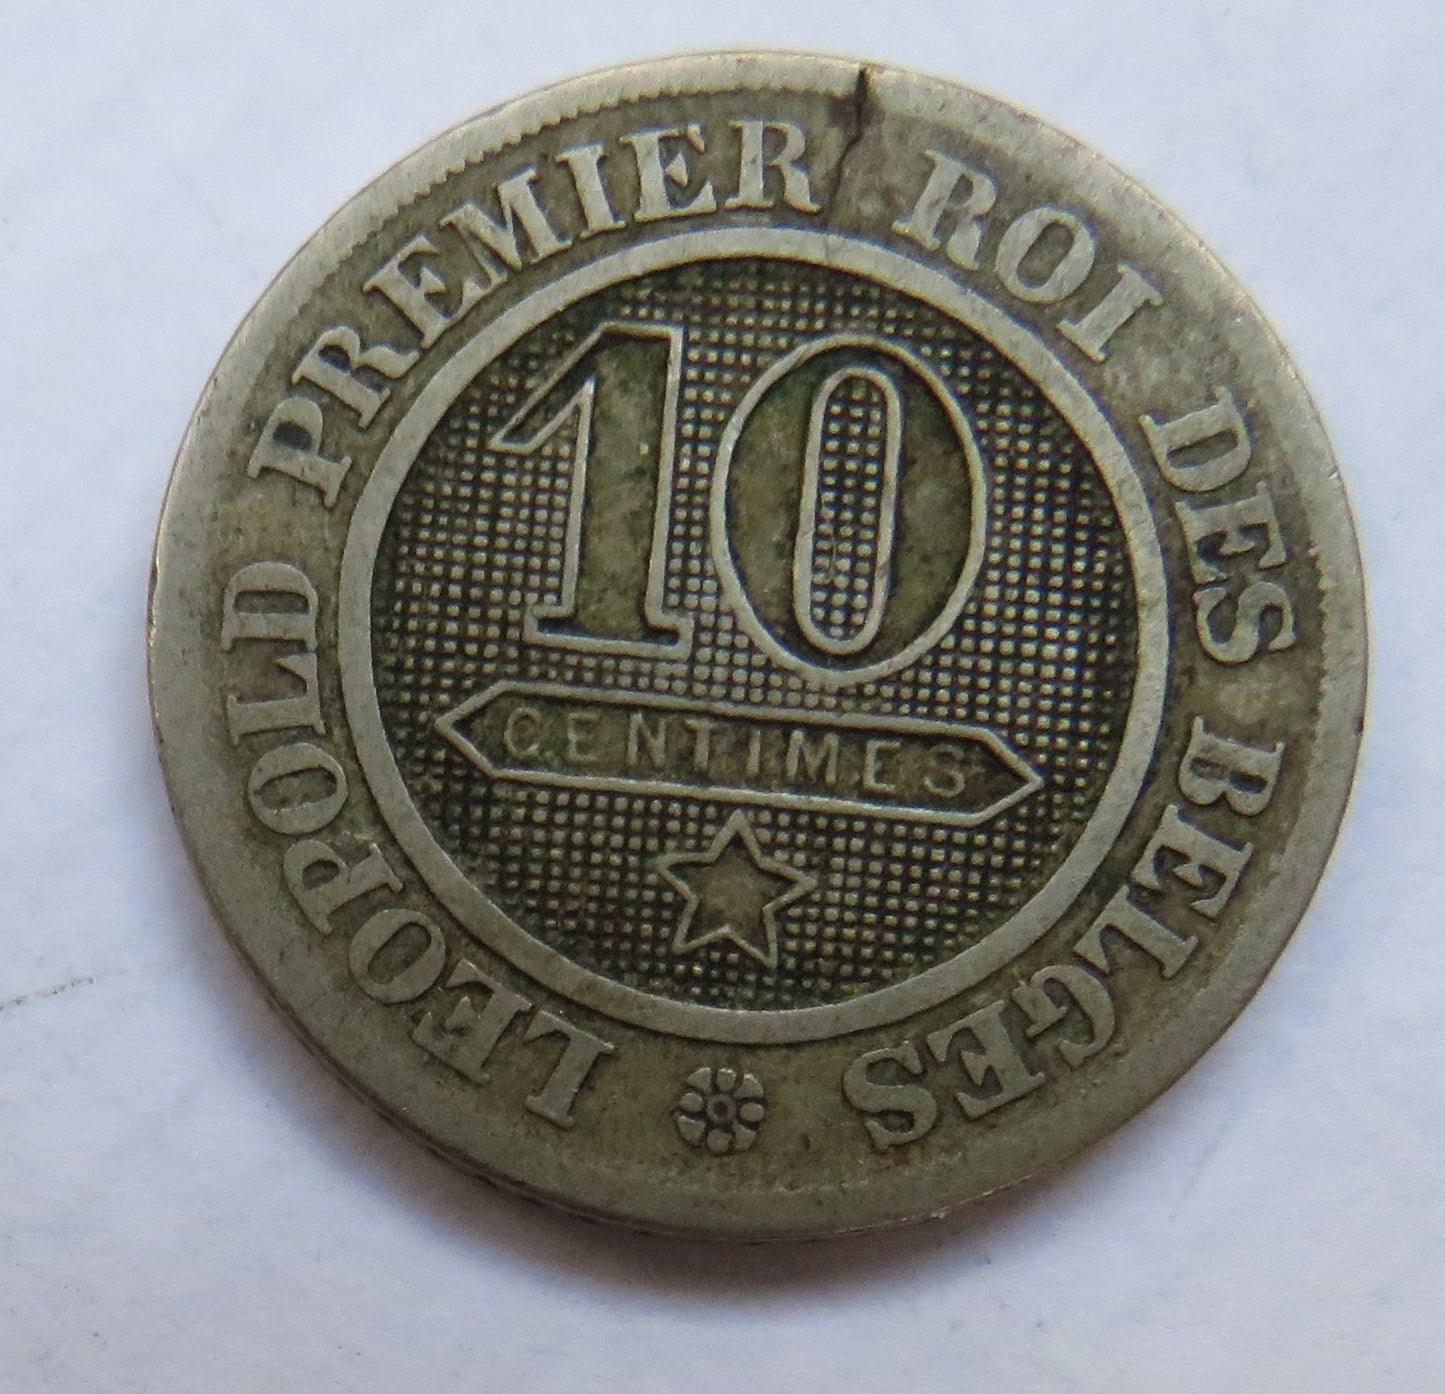 LEOPOLD PREMIER ROI DES BELGES
10
CENTIMES